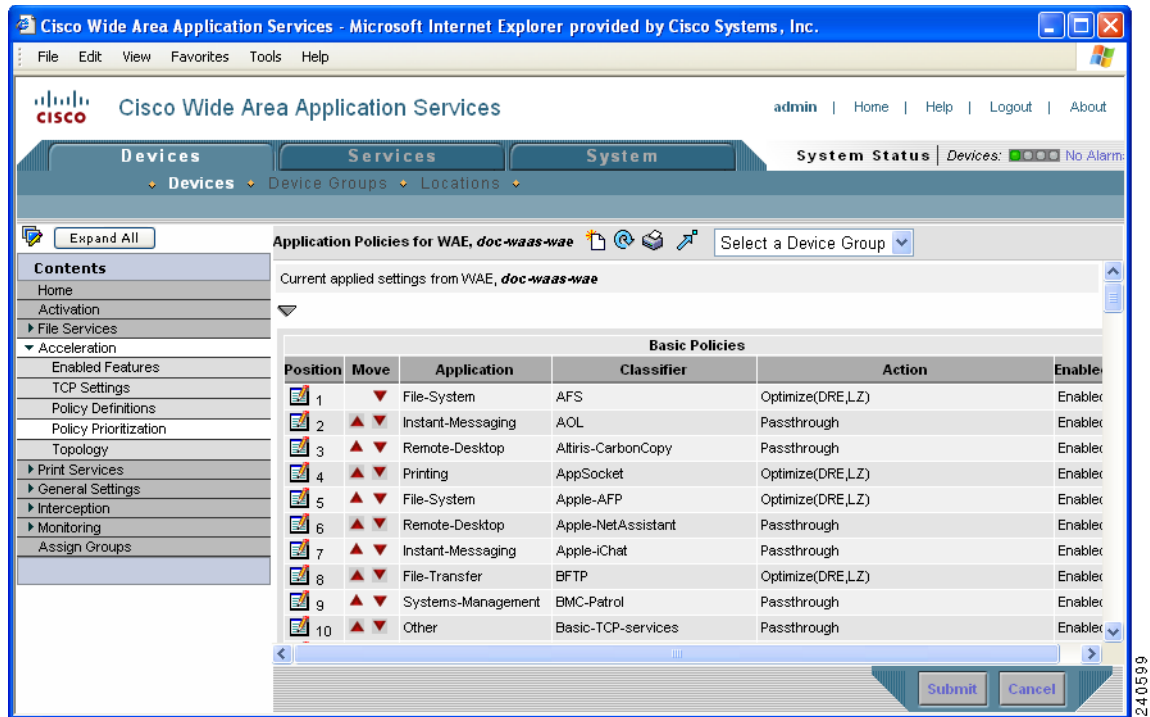 Cisco Wide Area Application Services - Microsoft Internet Explorer provided by Cisco Systems, Inc.
File Edit View Favorites Tools Help
CISCO
Cisco Wide Area Application Services
admin | Home | Help | Logout | About
Devices Services System
System Status | Devices: No Alarm
Devices Device Groups Locations
Expand All
Application Policies for WAE, doc-waas-wae
Select a Device Group
Contents
Home
Activation
File Services
Acceleration
Enabled Features
TCP Settings
Policy Definitions
Policy Prioritization
Topology
Print Services
General Settings
Interception
Monitoring
Assign Groups
Current applied settings from WAE, doc-waas-wae
Basic Policies
Position Move Application Classifier Action Enable
1 File-System AFS Optimize(DRE,LZ) Enabled
2 Instant-Messaging AOL Passthrough Enabled
3 Remote-Desktop Altiris-CarbonCopy Passthrough Enabled
4 Printing AppSocket Optimize(DRE,LZ) Enabled
5 File-System Apple-AFP Optimize(DRE,LZ) Enabled
6 Remote-Desktop Apple-NetAssistant Passthrough Enabled
7 Instant-Messaging Apple-iChat Passthrough Enabled
8 File-Transfer BFTP Optimize(DRE,LZ) Enabled
9 Systems-Management BMC-Patrol Passthrough Enabled
10 Other Basic-TCP-services Passthrough Enabled
Submit Cancel
240599